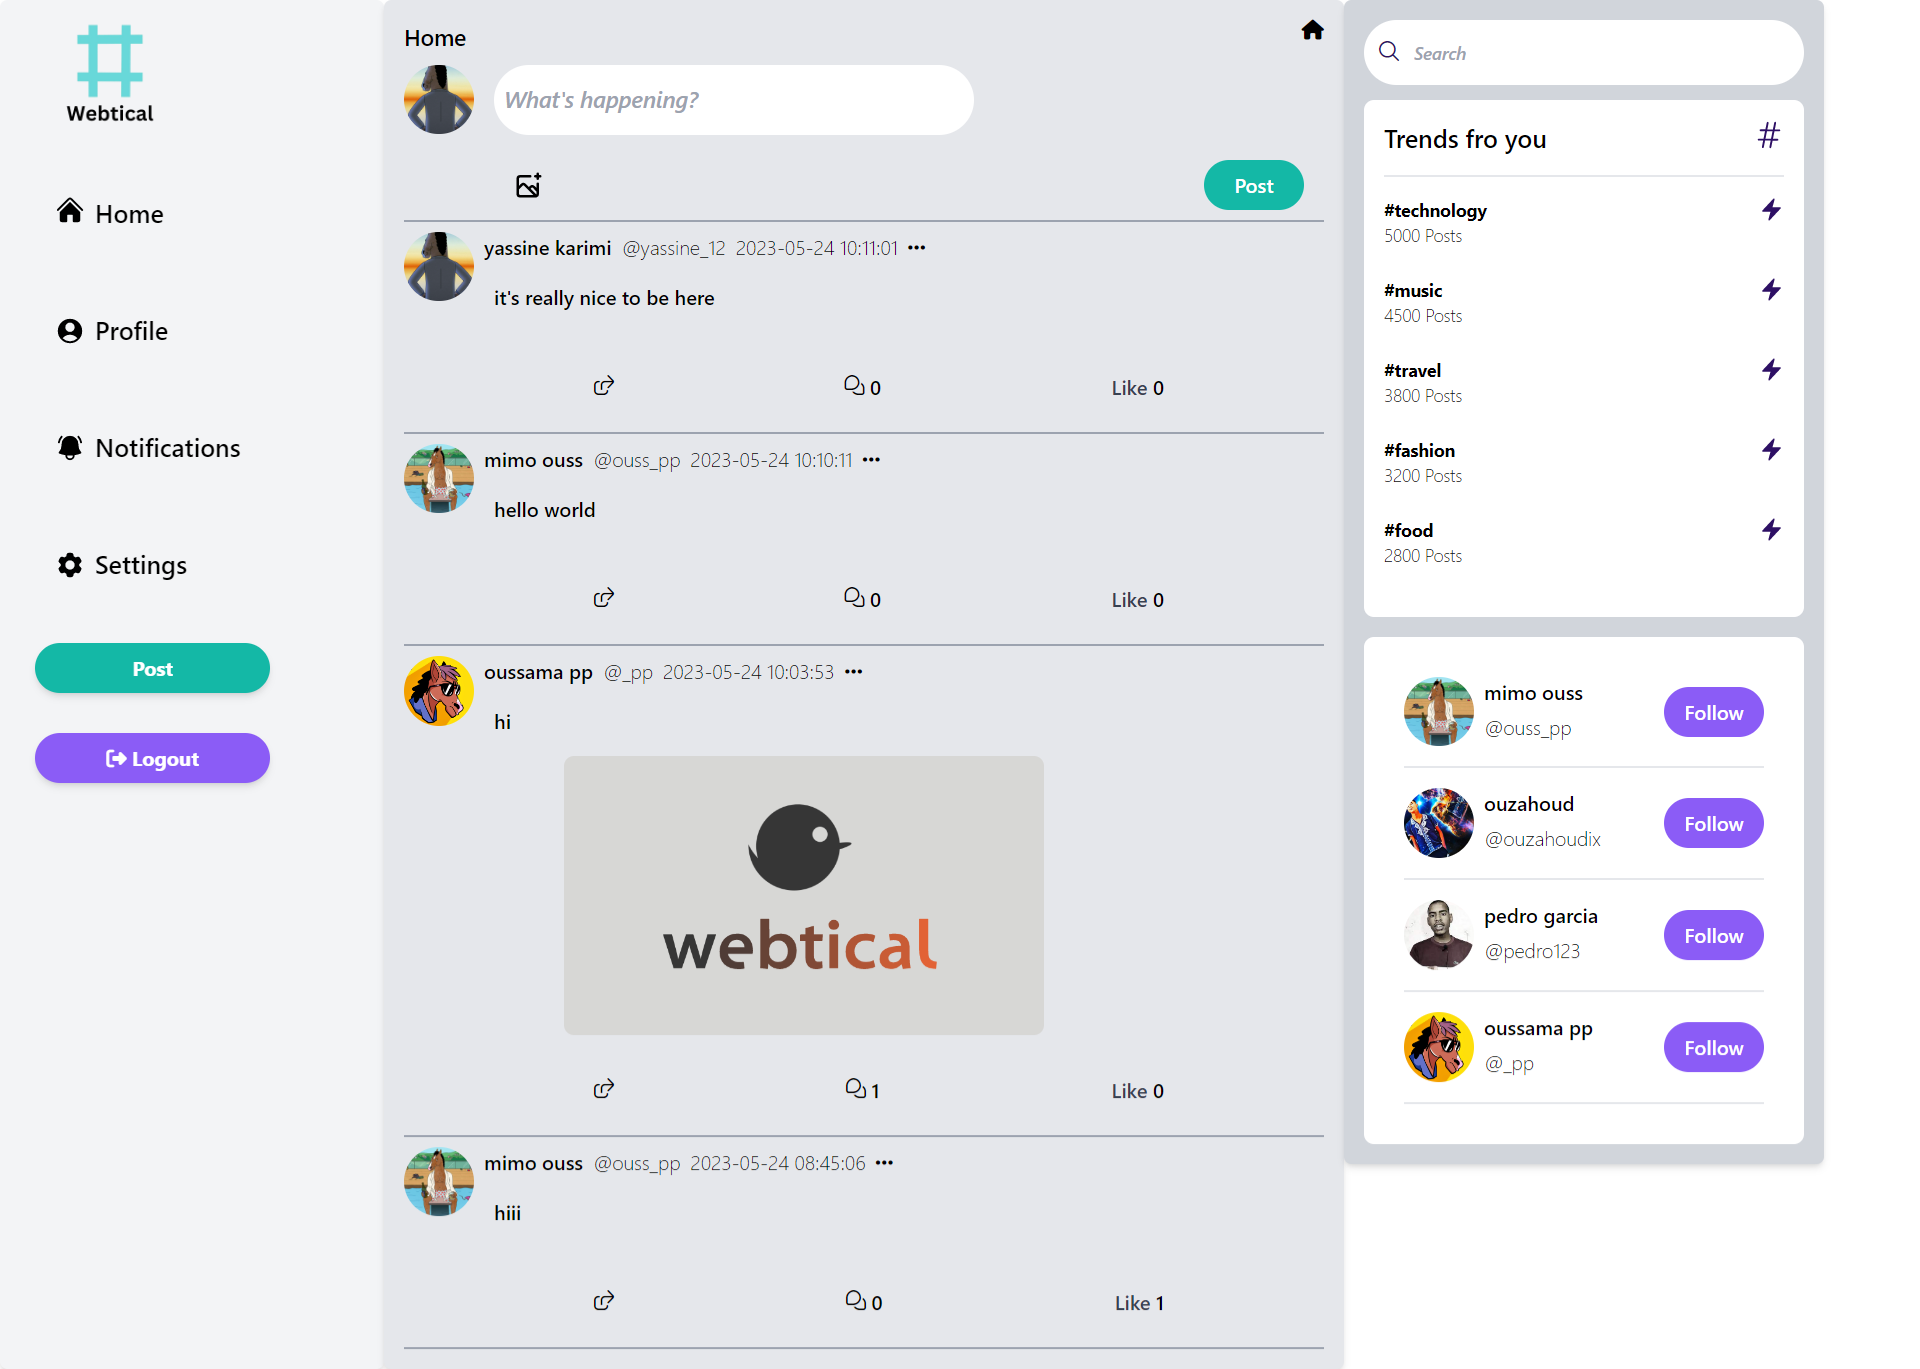 Webtical
Home
Profile
Notifications
Settings
Post
Logout
Home
What's happening?
Post
yassine karimi @yassine_12 2023-05-24 10:11:01 •••
it's really nice to be here
0
Like 0
mimo ouss @ouss_pp 2023-05-24 10:10:11 •••
hello world
0
Like 0
oussama pp @_pp 2023-05-24 10:03:53 •••
hi
webtical
1
Like 0
mimo ouss @ouss_pp 2023-05-24 08:45:06 •••
hiii
0
Like 1
Search
Trends fro you #
#technology
5000 Posts
#music
4500 Posts
#travel
3800 Posts
#fashion
3200 Posts
#food
2800 Posts
mimo ouss
@ouss_pp
Follow
ouzahoud
@ouzahoudix
Follow
pedro garcia
@pedro123
Follow
oussama pp
@_pp
Follow